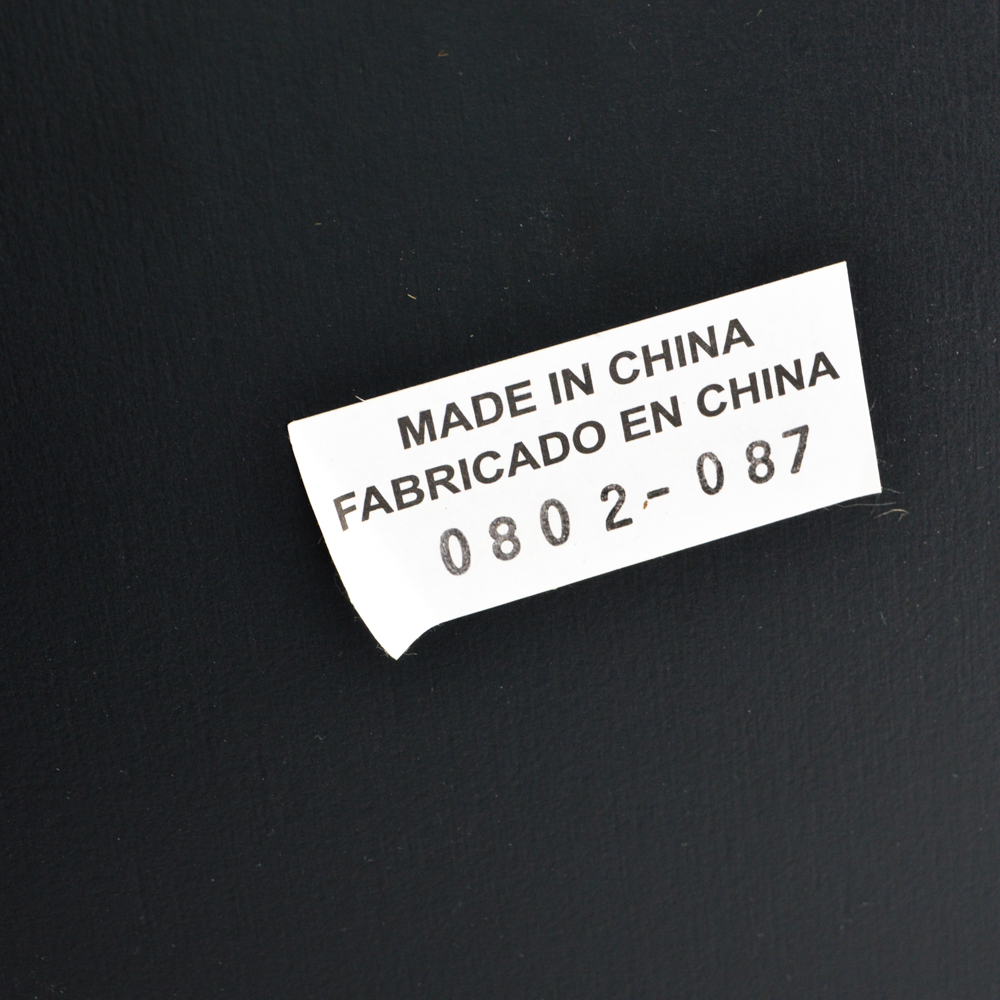 MADE IN CHINA
FABRICADO EN CHINA
0802-087